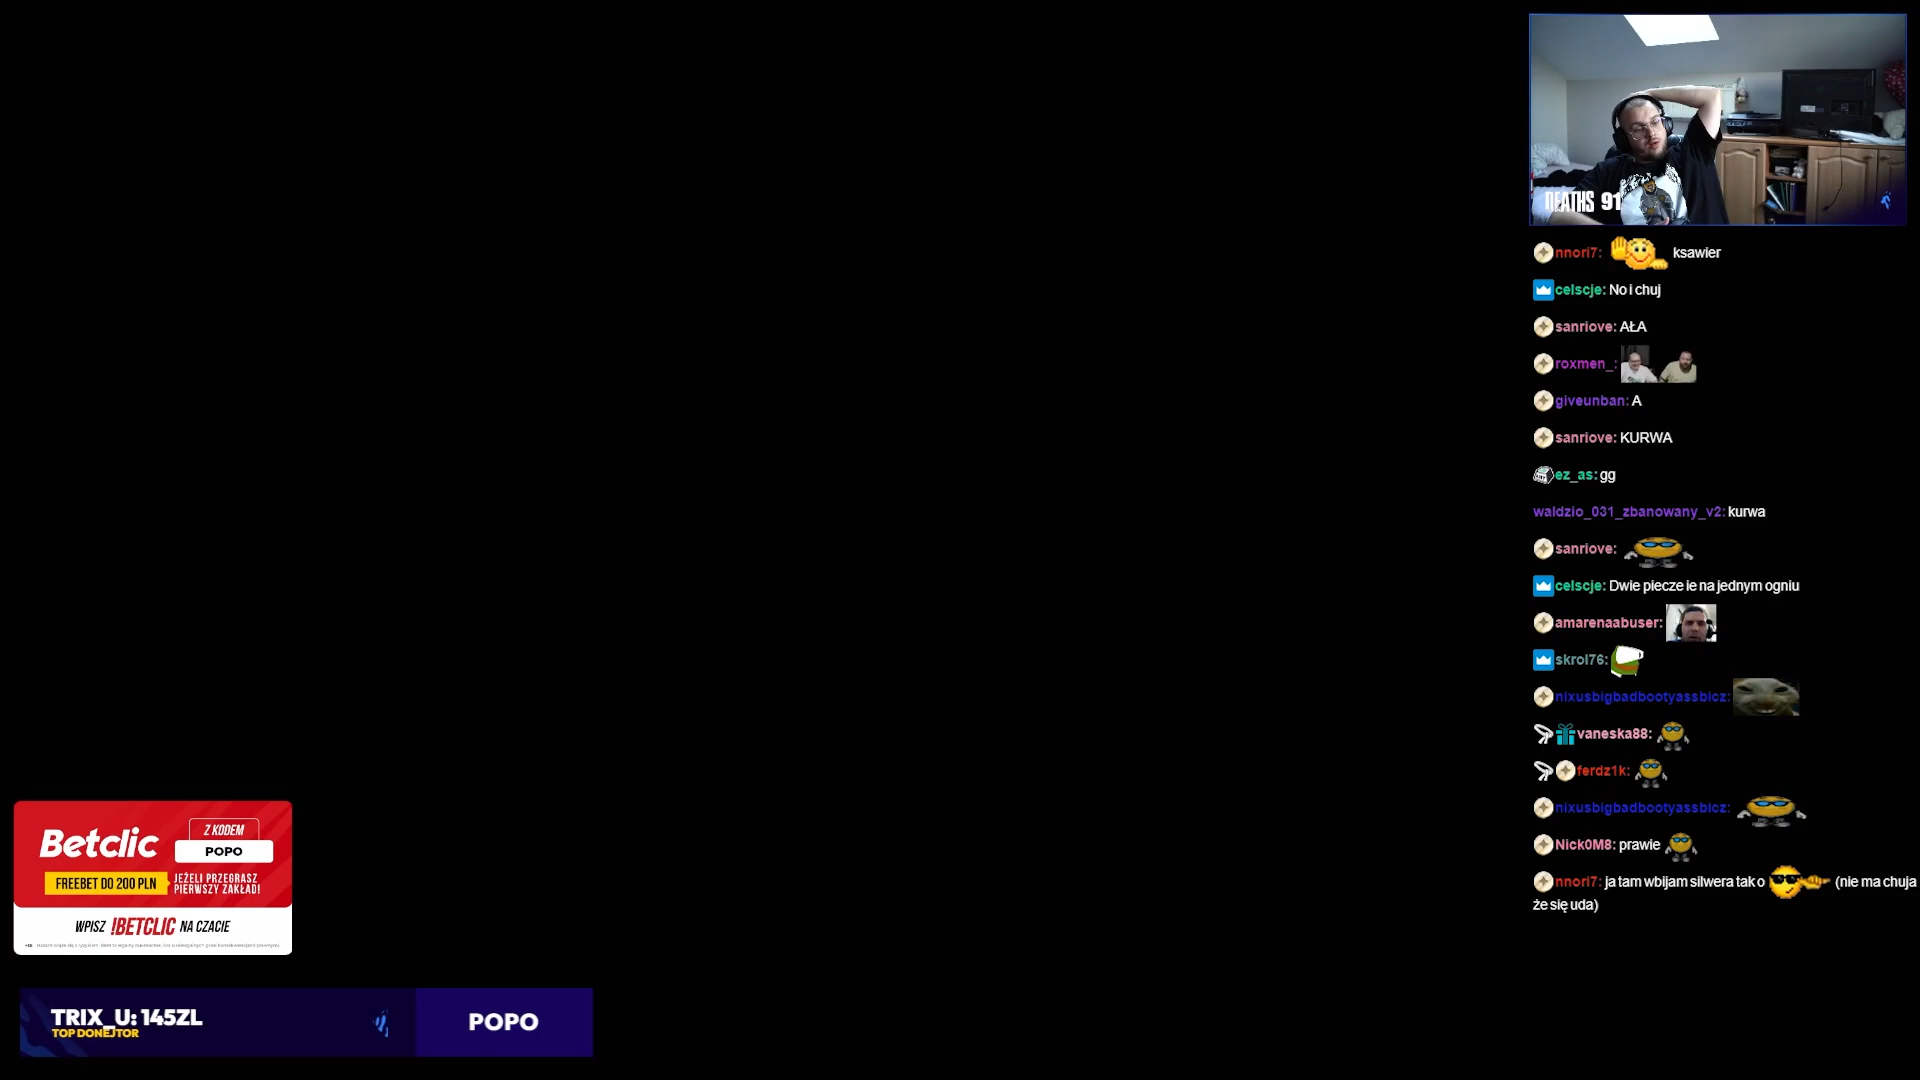 DEATHS 91
nnori7: ksawier
celscje: No i chuj
sanriove: AŁA
roxmen_:
giveunban: A
sanriove: KURWA
ez_as: gg
waldzio_031_zbanowany_v2: kurwa
sanriove:
celscje: Dwie piecze ie na jednym ogniu
amarenaabuser:
skrol76:
nixusbigbadbootyassbicz:
vaneska88:
ferdz1k:
nixusbigbadbootyassbicz:
Nick0M8: prawie
nnori7: ja tam wbijam silwera tak o (nie ma chuja
że się uda)
Betclic
Z KODEM
POPO
FREEBET DO 200 PLN
JEŻELI PRZEGRASZ
PIERWSZY ZAKŁAD!
WPISZ !BETCLIC NA CZACIE
TRIX_U: 145ZL
TOP DONEJTOR
POPO